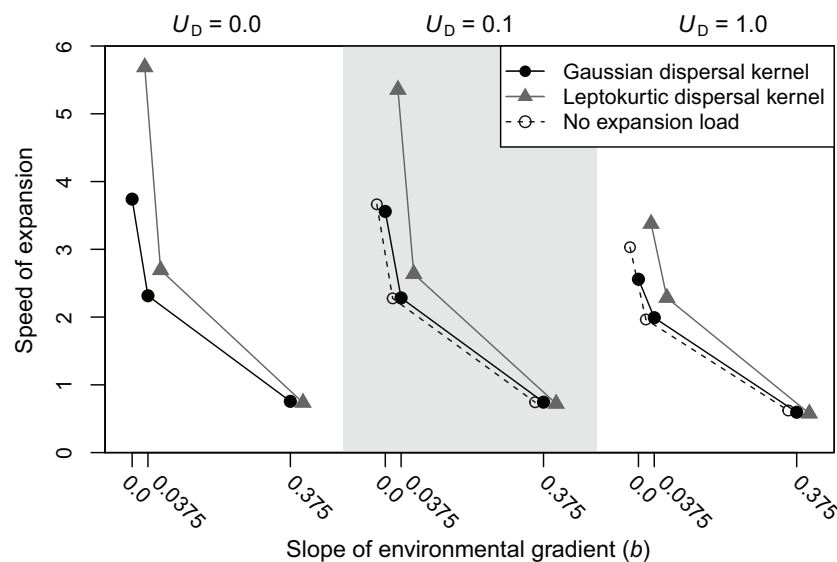 U_D = 0.0 U_D = 0.1 U_D = 1.0
Gaussian dispersal kernel
Leptokurtic dispersal kernel
No expansion load
Speed of expansion
6
5
4
3
2
1
0
0.0 0.0375 0.375 0.0 0.0375 0.375 0.0 0.0375 0.375
Slope of environmental gradient (b)